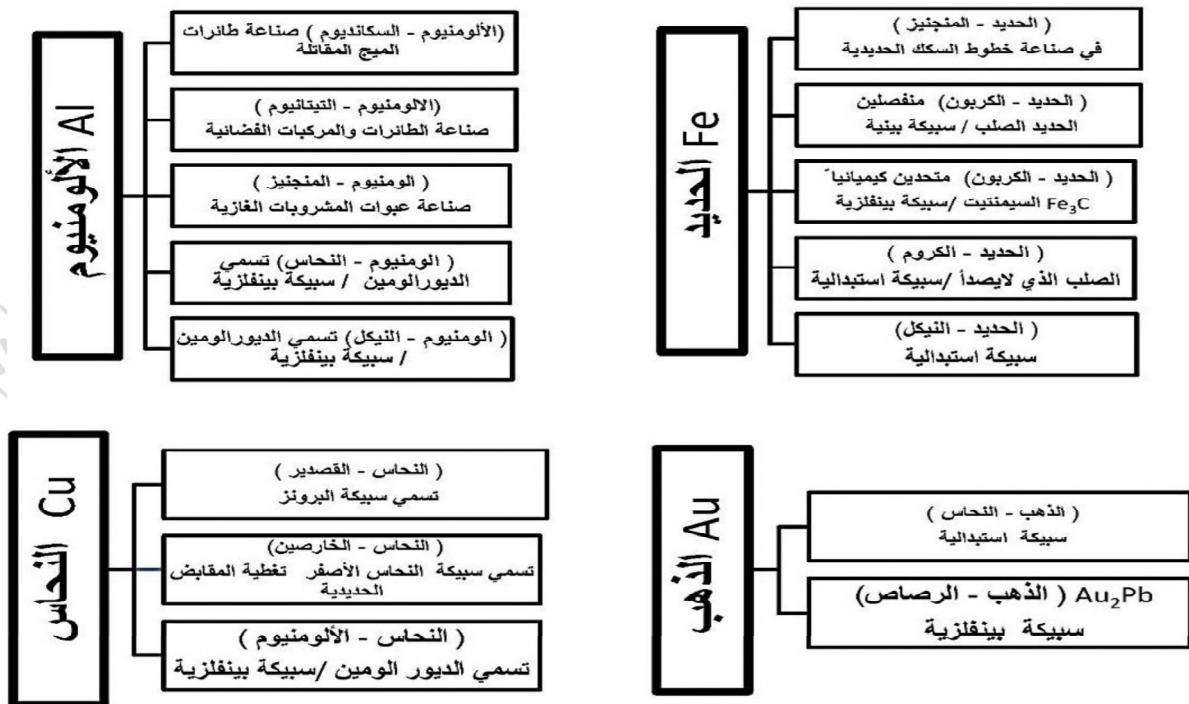 الحديد Fe
( الحديد - المنجنيز )
في صناعة خطوط السكك الحديدية
( الحديد - الكربون) منفصلين
الحديد الصلب / سبيكة بينية
( الحديد - الكربون) متحدين كيميائياً
Fe₃C السيمنتيت /سبيكة بينفلزية
( الحديد - الكروم )
الصلب الذي لايصدأ /سبيكة استبدالية
( الحديد - النيكل)
سبيكة استبدالية
الألومنيوم Al
(الألومنيوم - السكانديوم ) صناعة طائرات
الميج المقاتلة
(الالومنيوم - التيتانيوم )
صناعة الطائرات والمركبات الفضائية
( الومنيوم - المنجنيز )
صناعة عبوات المشروبات الغازية
( الومنيوم - النحاس) تسمي
الديورالومين / سبيكة بينفلزية
( الومنيوم - النيكل) تسمي الديورالومين
/ سبيكة بينفلزية
الذهب Au
( الذهب - النحاس )
سبيكة استبدالية
Au₂Pb ( الذهب - الرصاص)
سبيكة بينفلزية
النحاس Cu
( النحاس - القصدير )
تسمي سبيكة البرونز
( النحاس - الخارصين)
تسمي سبيكة النحاس الأصفر تغطية المقابض
الحديدية
( النحاس - الألومنيوم )
تسمي الديور الومين /سبيكة بينفلزية